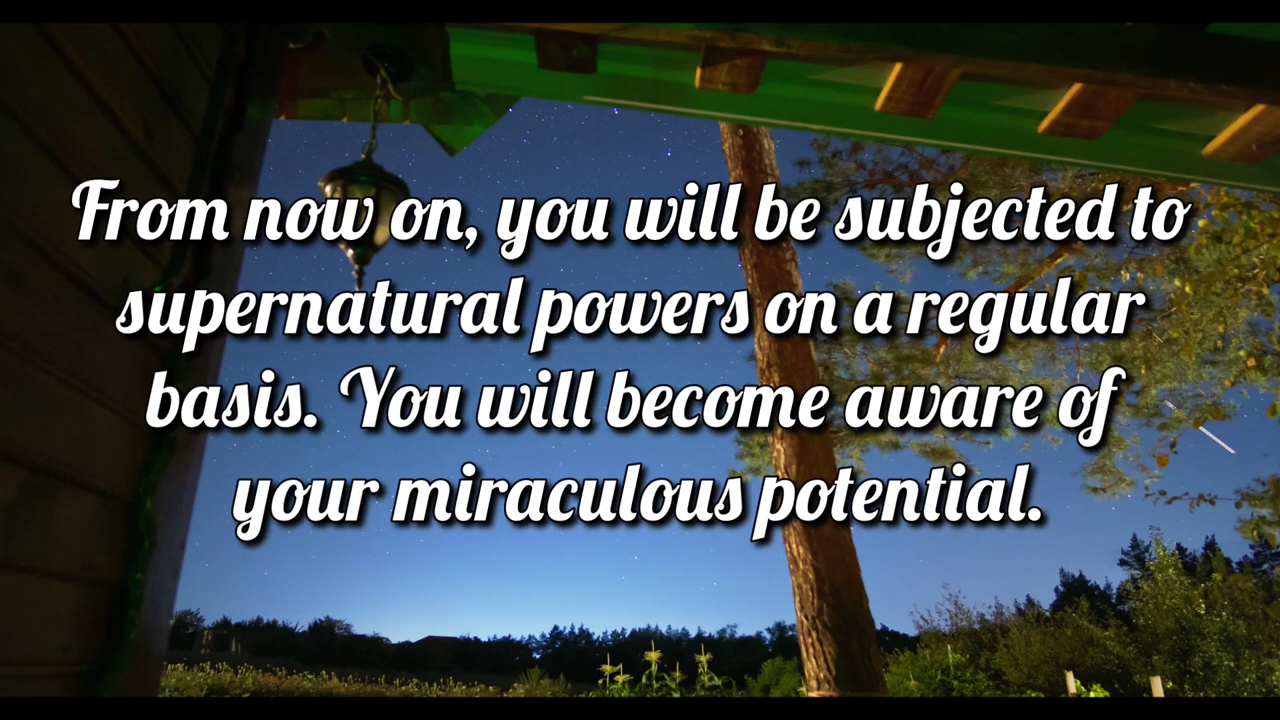 From now on, you will be subjected to
supernatural powers on a regular
basis. You will become aware of
your miraculous potential.